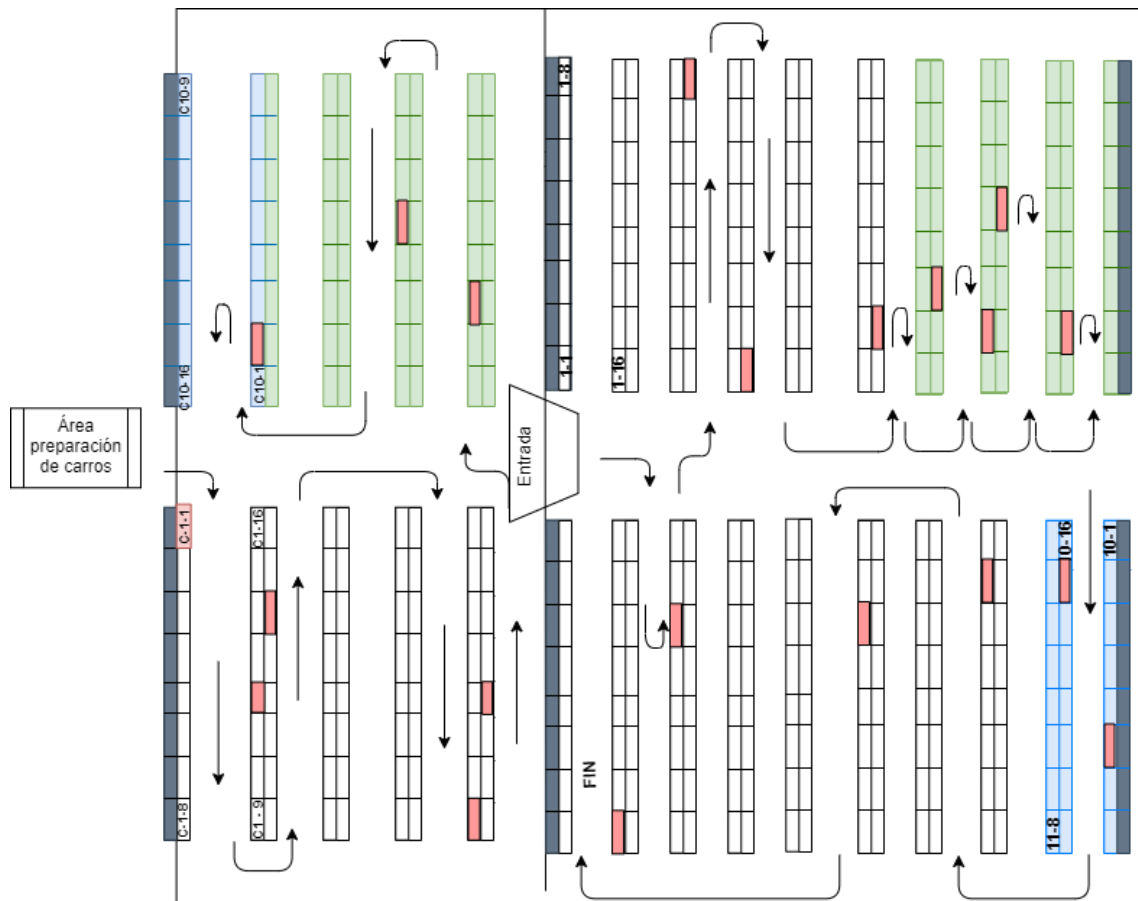 C10-9
C10-16
C10-1
1-8
1-1
1-16
Área
preparación
de carros
Entrada
C-1-1
C1-16
C-1-8
C1 - 9
FIN
10-16
10-1
11-8